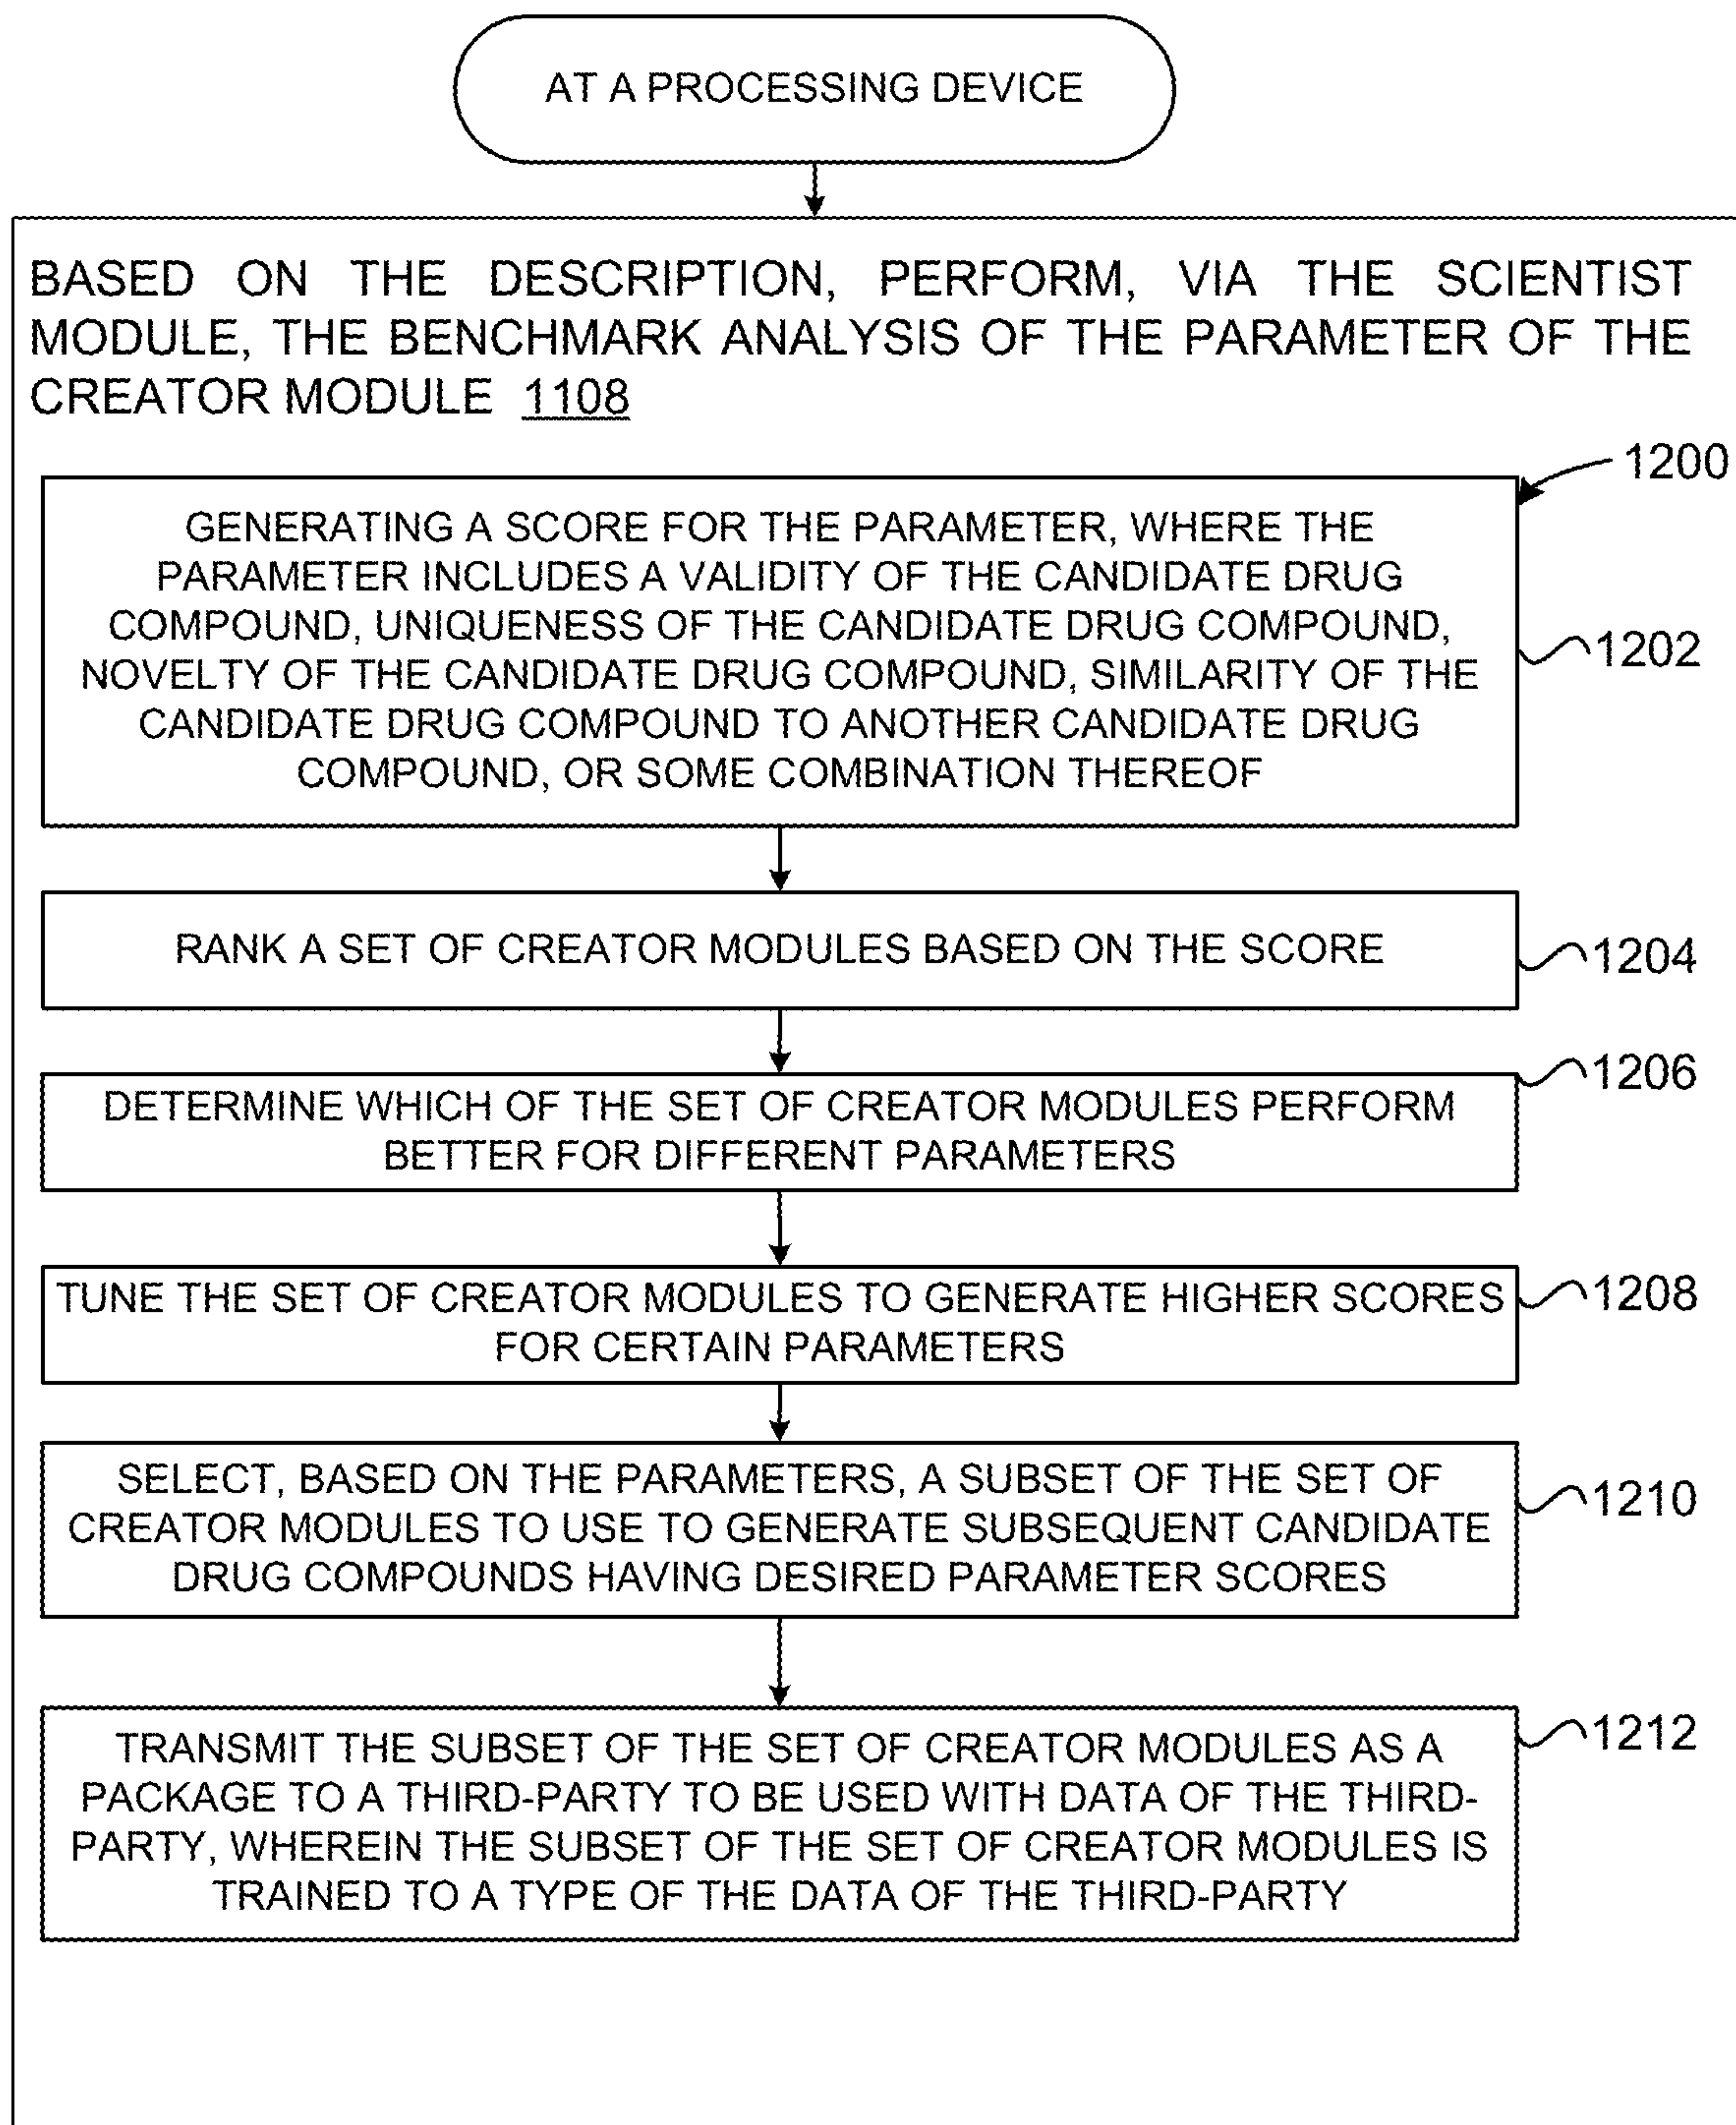 AT A PROCESSING DEVICE
BASED ON THE DESCRIPTION, PERFORM, VIA THE SCIENTIST
MODULE, THE BENCHMARK ANALYSIS OF THE PARAMETER OF THE
CREATOR MODULE 1108
1200
GENERATING A SCORE FOR THE PARAMETER, WHERE THE
PARAMETER INCLUDES A VALIDITY OF THE CANDIDATE DRUG
COMPOUND, UNIQUENESS OF THE CANDIDATE DRUG COMPOUND,
NOVELTY OF THE CANDIDATE DRUG COMPOUND, SIMILARITY OF THE
CANDIDATE DRUG COMPOUND TO ANOTHER CANDIDATE DRUG
COMPOUND, OR SOME COMBINATION THEREOF
1202
RANK A SET OF CREATOR MODULES BASED ON THE SCORE
1204
DETERMINE WHICH OF THE SET OF CREATOR MODULES PERFORM
BETTER FOR DIFFERENT PARAMETERS
1206
TUNE THE SET OF CREATOR MODULES TO GENERATE HIGHER SCORES
FOR CERTAIN PARAMETERS
1208
SELECT, BASED ON THE PARAMETERS, A SUBSET OF THE SET OF
CREATOR MODULES TO USE TO GENERATE SUBSEQUENT CANDIDATE
DRUG COMPOUNDS HAVING DESIRED PARAMETER SCORES
1210
TRANSMIT THE SUBSET OF THE SET OF CREATOR MODULES AS A
PACKAGE TO A THIRD-PARTY TO BE USED WITH DATA OF THE THIRD-
PARTY, WHEREIN THE SUBSET OF THE SET OF CREATOR MODULES IS
TRAINED TO A TYPE OF THE DATA OF THE THIRD-PARTY
1212